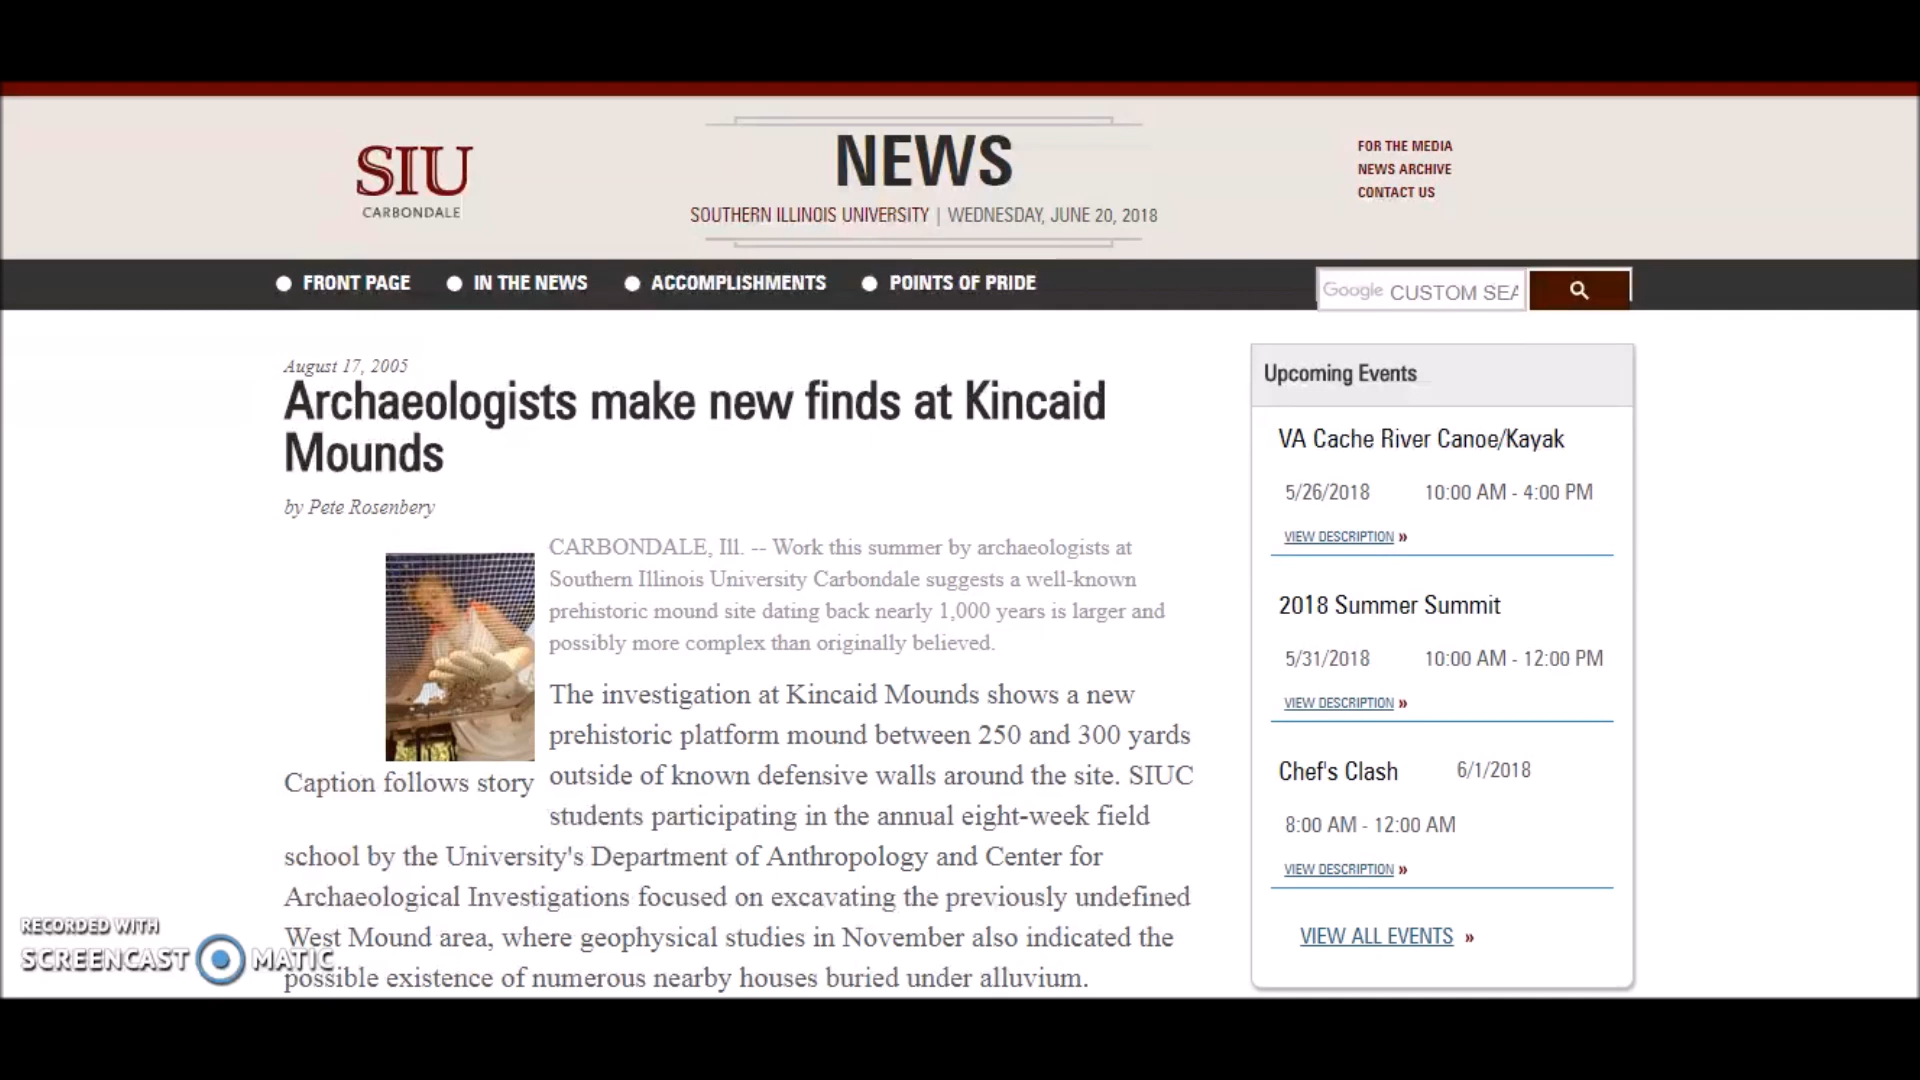 SIU
CARBONDALE
NEWS
SOUTHERN ILLINOIS UNIVERSITY | WEDNESDAY, JUNE 20, 2018
FOR THE MEDIA
NEWS ARCHIVE
CONTACT US
FRONT PAGE
IN THE NEWS
ACCOMPLISHMENTS
POINTS OF PRIDE
Google CUSTOM SEA
August 17, 2005
Archaeologists make new finds at Kincaid
Mounds
by Pete Rosenbery
CARBONDALE, Ill. -- Work this summer by archaeologists at
Southern Illinois University Carbondale suggests a well-known
prehistoric mound site dating back nearly 1,000 years is larger and
possibly more complex than originally believed.
The investigation at Kincaid Mounds shows a new
prehistoric platform mound between 250 and 300 yards
outside of known defensive walls around the site. SIUC
Caption follows story
students participating in the annual eight-week field
school by the University's Department of Anthropology and Center for
Archaeological Investigations focused on excavating the previously undefined
West Mound area, where geophysical studies in November also indicated the
possible existence of numerous nearby houses buried under alluvium.
Upcoming Events
VA Cache River Canoe/Kayak
5/26/2018 10:00 AM - 4:00 PM
VIEW DESCRIPTION »
2018 Summer Summit
5/31/2018 10:00 AM - 12:00 PM
VIEW DESCRIPTION »
Chef's Clash 6/1/2018
8:00 AM - 12:00 AM
VIEW DESCRIPTION »
VIEW ALL EVENTS »
RECORDED WITH
SCREENCAST MATIC